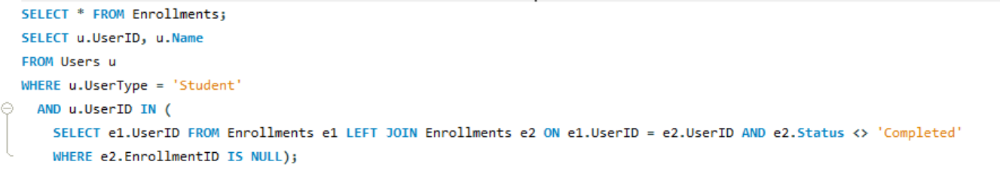 SELECT * FROM Enrollments;
SELECT u.UserID, u.Name
FROM Users u
WHERE u.UserType = 'Student'
AND u.UserID IN (
SELECT e1.UserID FROM Enrollments e1 LEFT JOIN Enrollments e2 ON e1.UserID = e2.UserID AND e2.Status <> 'Completed'
WHERE e2.EnrollmentID IS NULL);